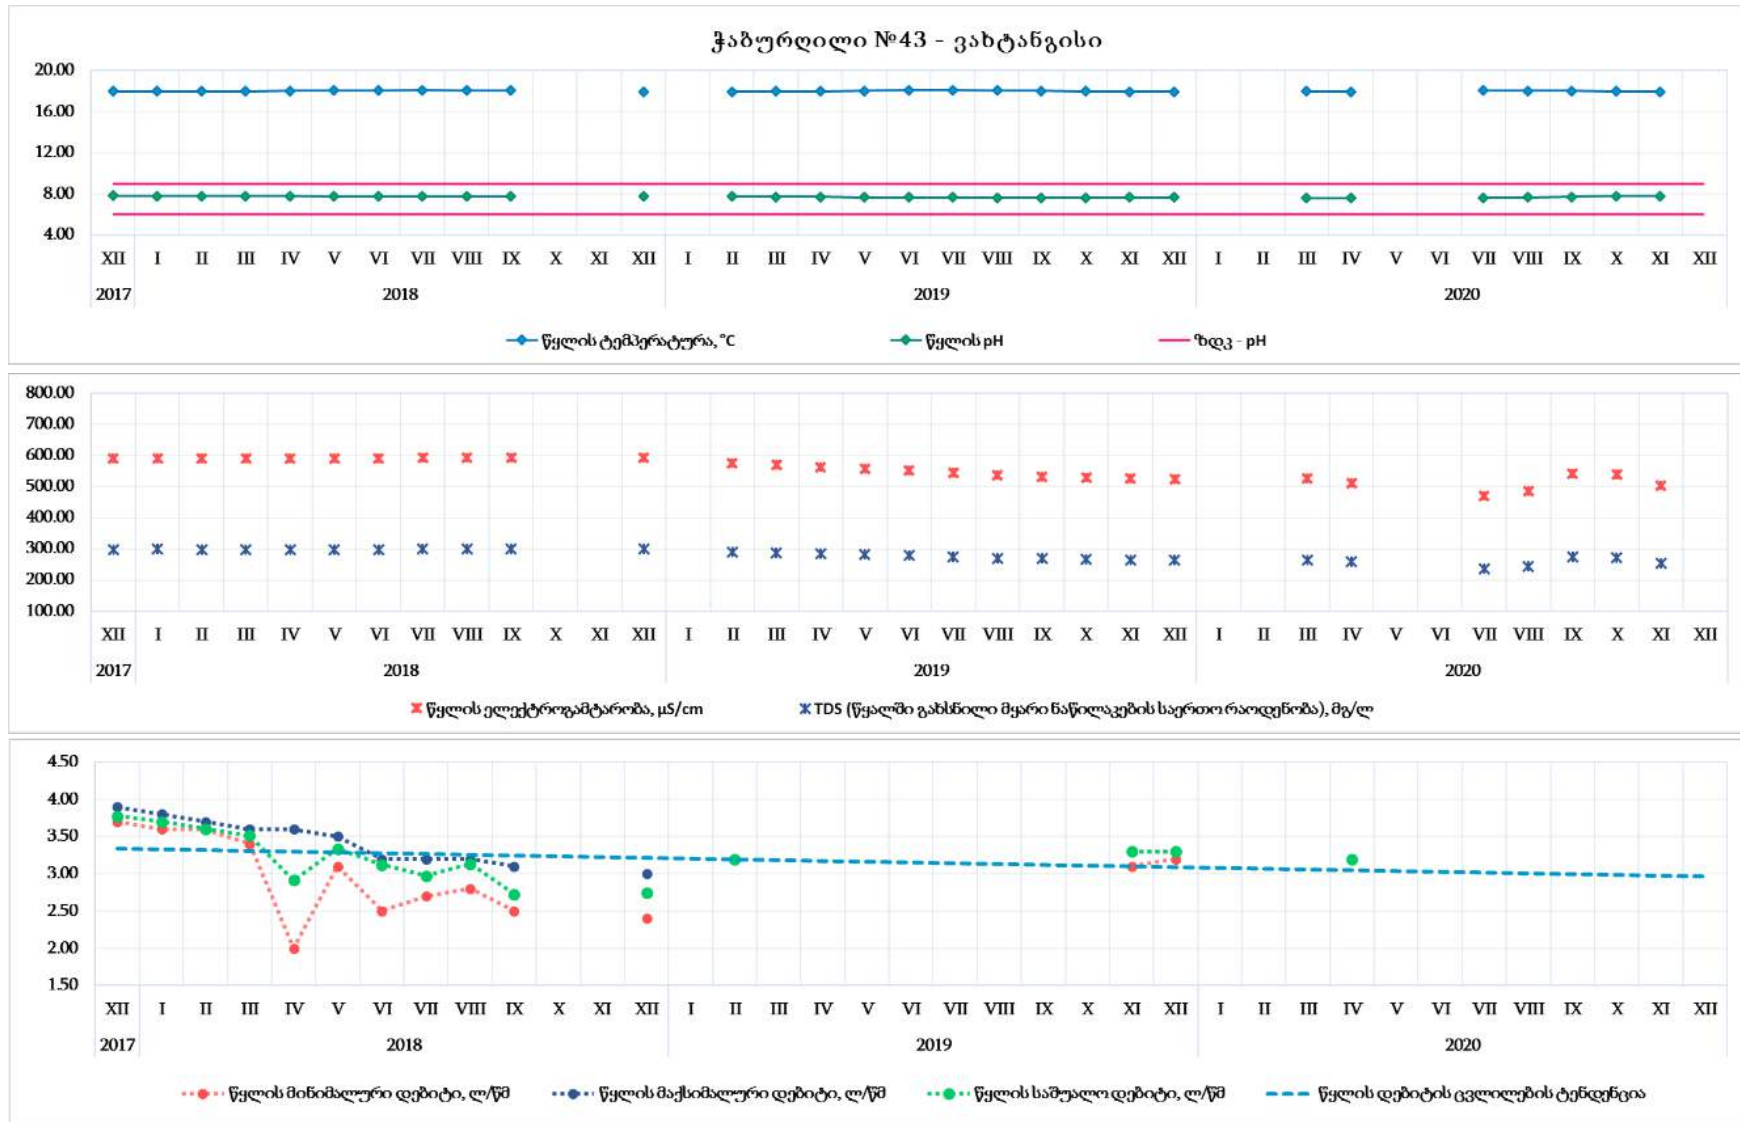 ჭაბურღილი №43 - ვახტანგისი
20.00
16.00
12.00
8.00
4.00
XII I II III IV V VI VII VIII IX X XI XII I II III IV V VI VII VIII IX X XI XII I II III IV V VI VII VIII IX X XI XII
2017 2018 2019 2020
წყლის ტემპერატურა, °C წყლის pH ზდკ - pH
800.00
700.00
600.00
500.00
400.00
300.00
200.00
100.00
XII I II III IV V VI VII VIII IX X XI XII I II III IV V VI VII VIII IX X XI XII I II III IV V VI VII VIII IX X XI XII
2017 2018 2019 2020
წყლის ელექტროგამტარობა, µS/cm TDS (წყალში გახსნილი მყარი ნაწილაკების საერთო რაოდენობა), მგ/ლ
4.50
4.00
3.50
3.00
2.50
2.00
1.50
XII I II III IV V VI VII VIII IX X XI XII I II III IV V VI VII VIII IX X XI XII I II III IV V VI VII VIII IX X XI XII
2017 2018 2019 2020
წყლის მინიმალური დებიტი, ლ/წმ წყლის მაქსიმალური დებიტი, ლ/წმ წყლის საშუალო დებიტი, ლ/წმ წყლის დებიტის ცვლილების ტენდენცია